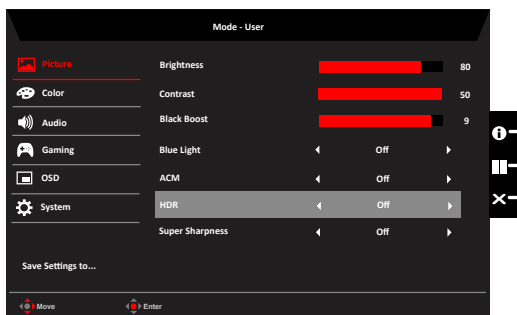 Mode - User
Picture
Color
Audio
Gaming
OSD
System
Save Settings to...
Brightness 80
Contrast 50
Black Boost 9
Blue Light Off
ACM Off
HDR Off
Super Sharpness Off
Move Enter